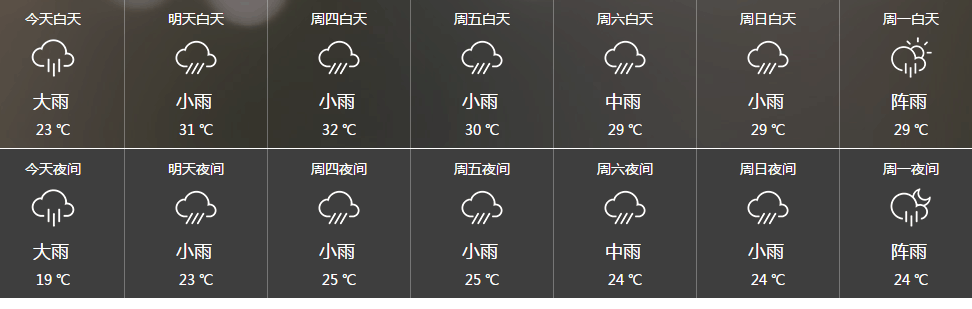 今天白天 明天白天 周四白天 周五白天 周六白天 周日白天 周一白天
大雨 小雨 小雨 小雨 中雨 小雨 阵雨
23 ℃ 31 ℃ 32 ℃ 30 ℃ 29 ℃ 29 ℃ 29 ℃
今天夜间 明天夜间 周四夜间 周五夜间 周六夜间 周日夜间 周一夜间
大雨 小雨 小雨 小雨 中雨 小雨 阵雨
19 ℃ 23 ℃ 25 ℃ 25 ℃ 24 ℃ 24 ℃ 24 ℃